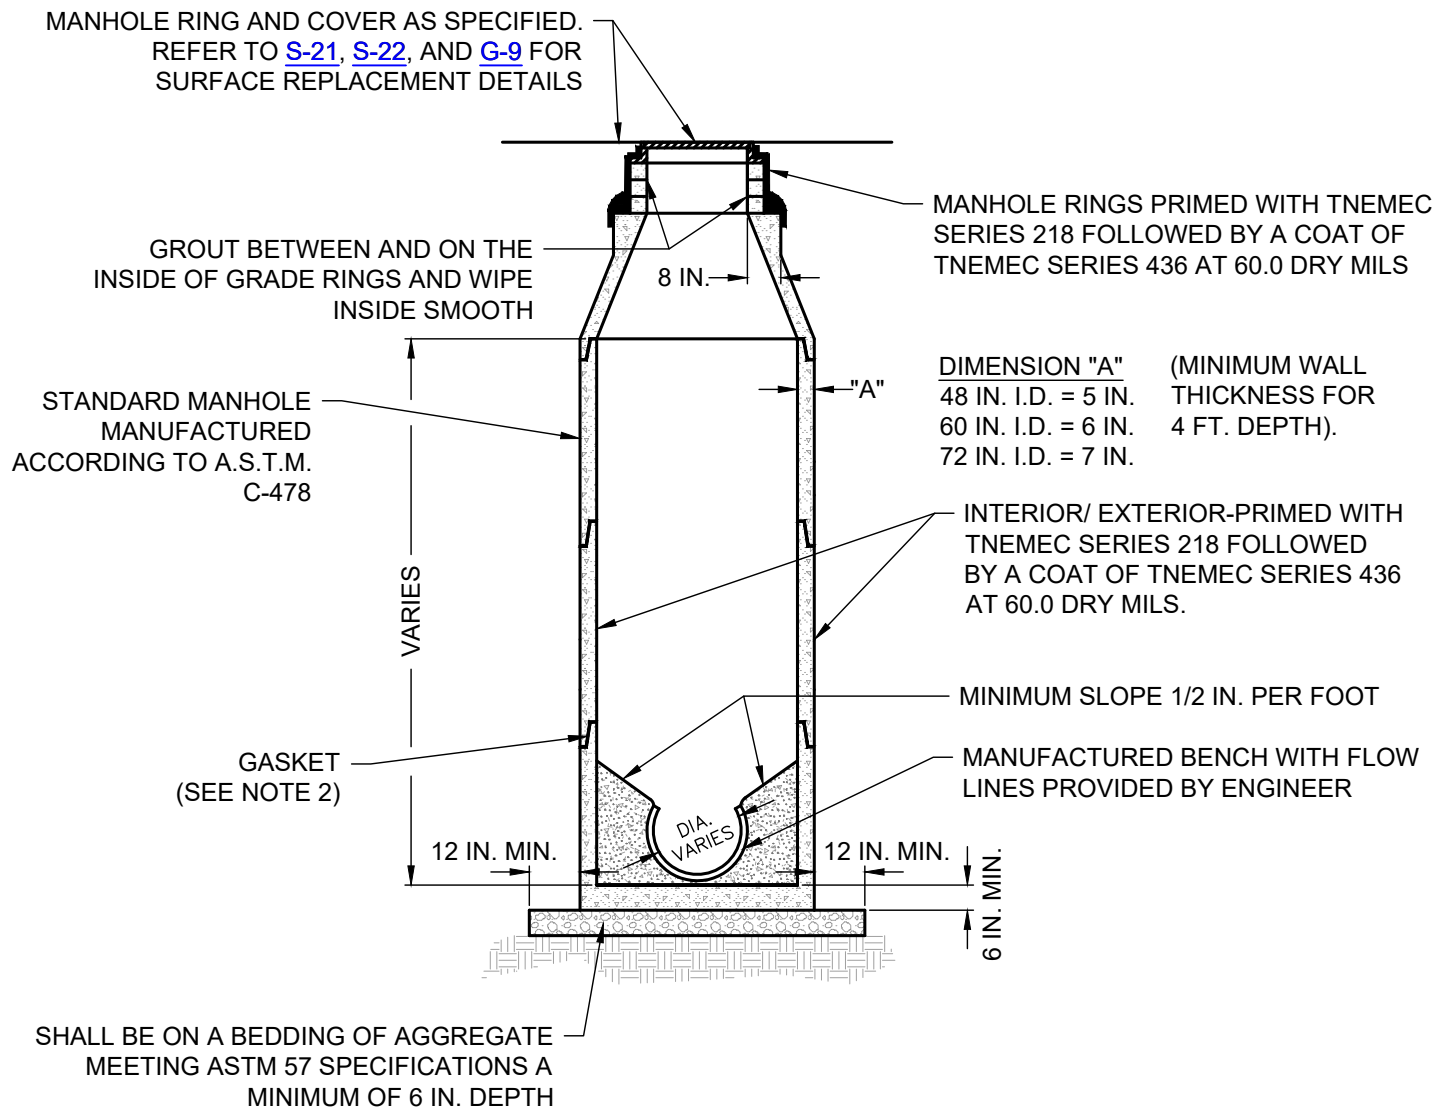 MANHOLE RING AND COVER AS SPECIFIED.
REFER TO S-21, S-22, AND G-9 FOR
SURFACE REPLACEMENT DETAILS
MANHOLE RINGS PRIMED WITH TNEMEC
SERIES 218 FOLLOWED BY A COAT OF
TNEMEC SERIES 436 AT 60.0 DRY MILS
GROUT BETWEEN AND ON THE
INSIDE OF GRADE RINGS AND WIPE
INSIDE SMOOTH
8 IN.
"A"
DIMENSION "A"
48 IN. I.D. = 5 IN.
60 IN. I.D. = 6 IN.
72 IN. I.D. = 7 IN.
(MINIMUM WALL
THICKNESS FOR
4 FT. DEPTH).
STANDARD MANHOLE
MANUFACTURED
ACCORDING TO A.S.T.M.
C-478
VARIES
INTERIOR/ EXTERIOR-PRIMED WITH
TNEMEC SERIES 218 FOLLOWED
BY A COAT OF TNEMEC SERIES 436
AT 60.0 DRY MILS.
MINIMUM SLOPE 1/2 IN. PER FOOT
GASKET
(SEE NOTE 2)
MANUFACTURED BENCH WITH FLOW
LINES PROVIDED BY ENGINEER
DIA.
VARIES
12 IN. MIN.
12 IN. MIN.
6 IN. MIN.
SHALL BE ON A BEDDING OF AGGREGATE
MEETING ASTM 57 SPECIFICATIONS A
MINIMUM OF 6 IN. DEPTH